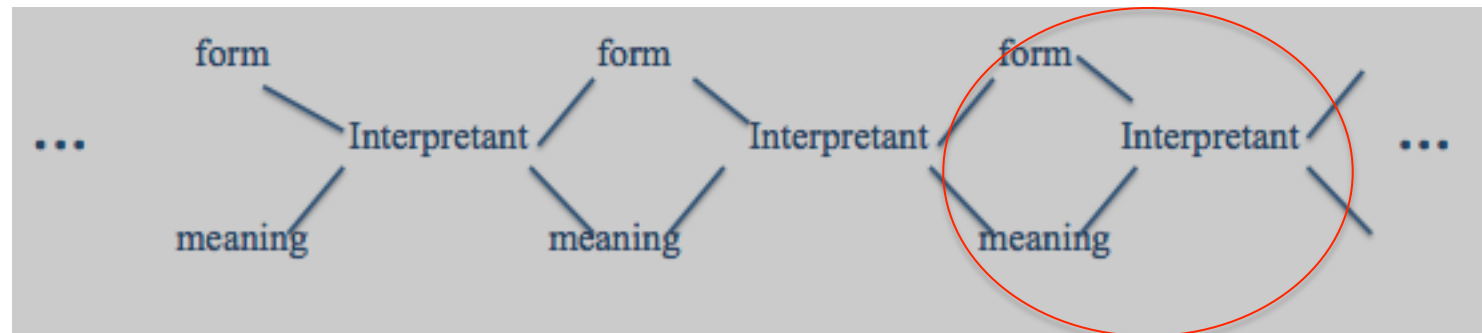 form form form
... Interpretant Interpretant Interpretant ...
meaning meaning meaning